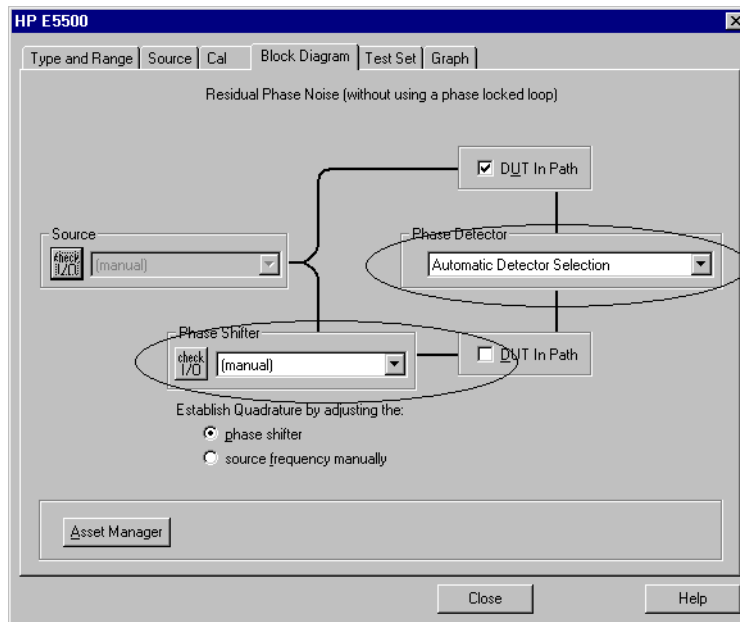 HP E5500
Type and Range Source Cal Block Diagram Test Set Graph
Residual Phase Noise (without using a phase locked loop)
DUT In Path
Source
check I/O
(manual)
Phase Detector
Automatic Detector Selection
Phase Shifter
check I/O
(manual)
DUT In Path
Establish Quadrature by adjusting the:
phase shifter
source frequency manually
Asset Manager
Close Help